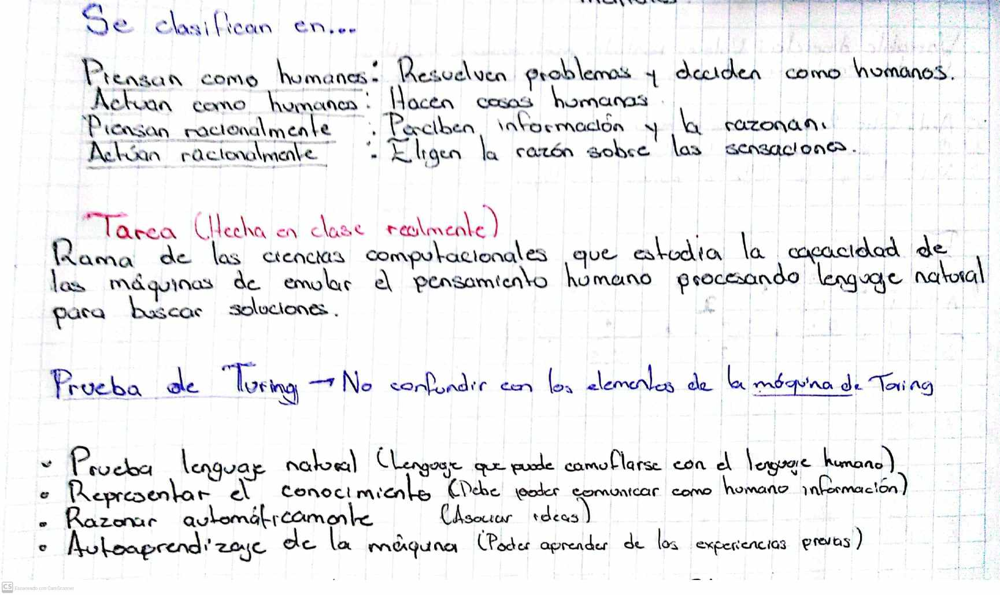 Se clasifican en...
Piensan como humanos: Resuelven problemas y deciden como humanos.
Actuan como humanos: Hacen cosas humanas
Piensan racionalmente : Perciben información y la razonan.
Actúan racionalmente : Eligen la razón sobre las sensaciones.
Tarea (Hecha en clase realmente)
Rama de las ciencias computacionales que estudia la capacidad de
las máquinas de emular el pensamiento humano procesando lenguaje natural
para buscar soluciones.
Prueba de Turing → No confundir con los elementos de la máquina de Turing
• Prueba lenguaje natural (Lenguaje que puede camuflarse con el lenguaje humano)
• Representar el conocimiento (Debe poder comunicar como humano información)
• Razonar automáticamente (Asociar ideas)
• Autoaprendizaje de la máquina (Poder aprender de las experiencias previas)
CS Escaneado con CamScanner